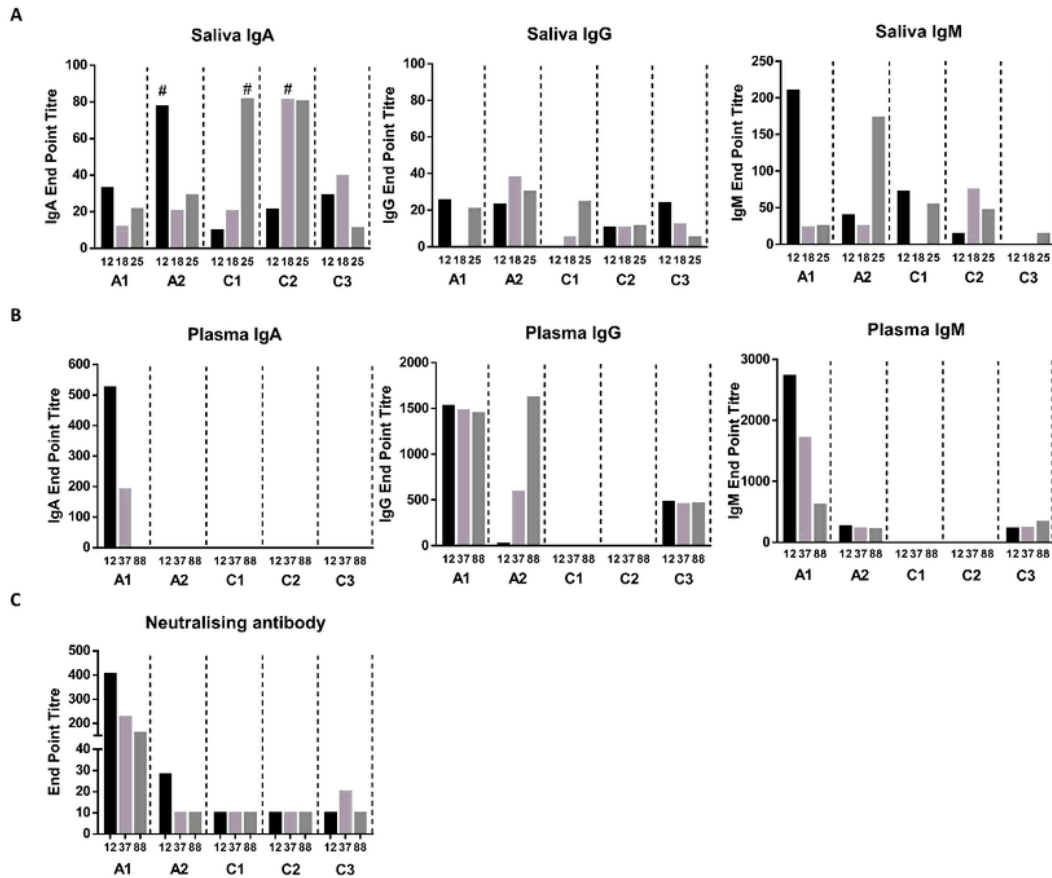 A
Saliva IgA
IgA End Point Titre
100
80
60
40
20
0
# # #
12 18 25 12 18 25 12 18 25 12 18 25 12 18 25
A1 A2 C1 C2 C3
Saliva IgG
IgG End Point Titre
100
80
60
40
20
0
12 18 25 12 18 25 12 18 25 12 18 25 12 18 25
A1 A2 C1 C2 C3
Saliva IgM
IgM End Point Titre
250
200
150
100
50
0
12 18 25 12 18 25 12 18 25 12 18 25 12 18 25
A1 A2 C1 C2 C3
B
Plasma IgA
IgA End Point Titre
600
500
400
300
200
100
0
12 37 88 12 37 88 12 37 88 12 37 88 12 37 88
A1 A2 C1 C2 C3
Plasma IgG
IgG End Point Titre
2000
1500
1000
500
0
12 37 88 12 37 88 12 37 88 12 37 88 12 37 88
A1 A2 C1 C2 C3
Plasma IgM
IgM End Point Titre
3000
2000
1000
0
12 37 88 12 37 88 12 37 88 12 37 88 12 37 88
A1 A2 C1 C2 C3
C
Neutralising antibody
End Point Titre
500
400
300
200
40
30
20
10
0
12 37 88 12 37 88 12 37 88 12 37 88 12 37 88
A1 A2 C1 C2 C3